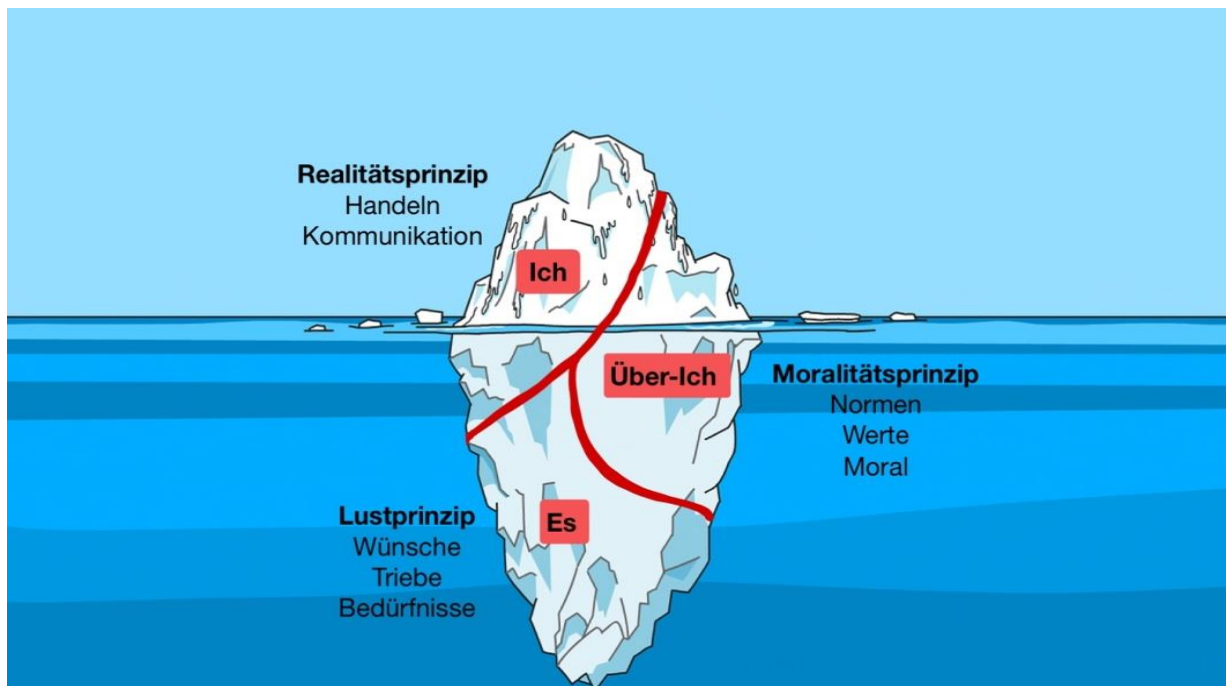 Realitätsprinzip
Handeln
Kommunikation
Ich
Über-Ich
Moralitätsprinzip
Normen
Werte
Moral
Es
Lustprinzip
Wünsche
Triebe
Bedürfnisse